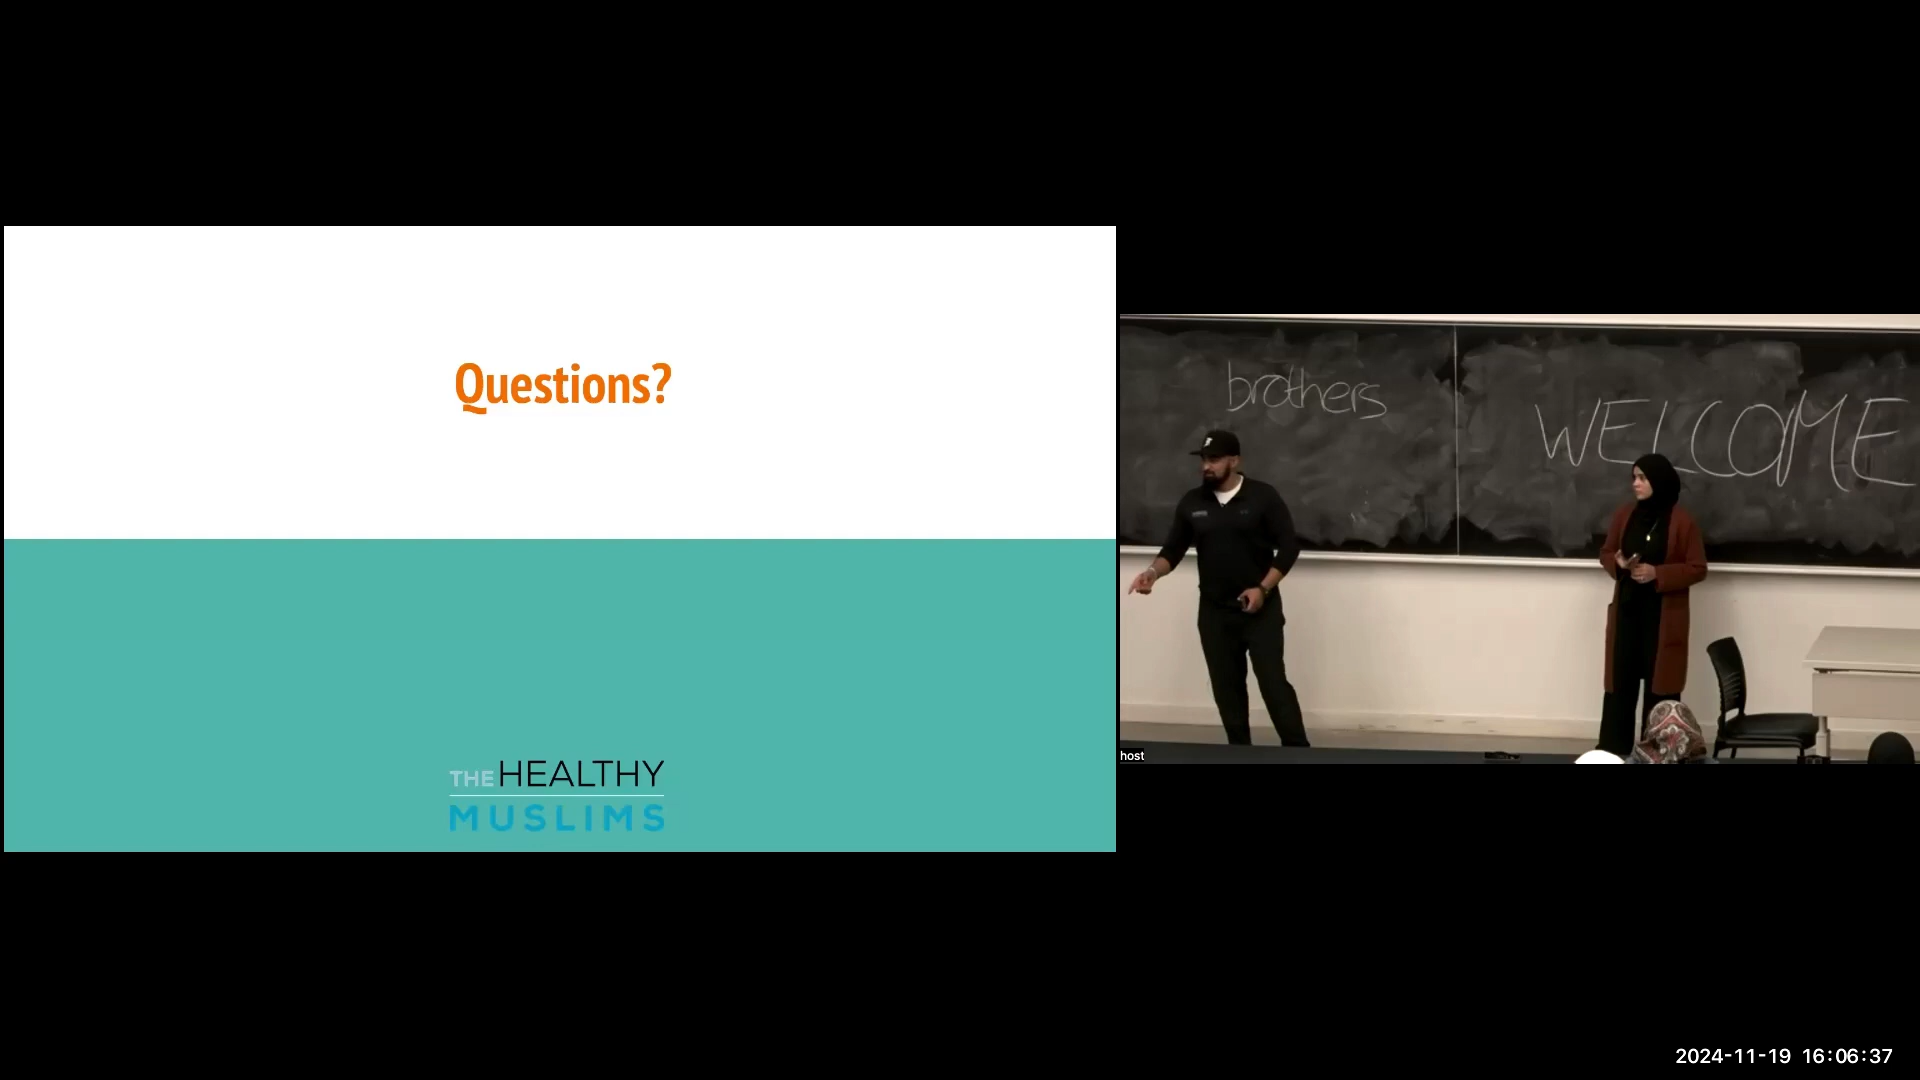 Questions?
THE HEALTHY
MUSLIMS
brothers
WELCOME
host
2024-11-19 16:06:37